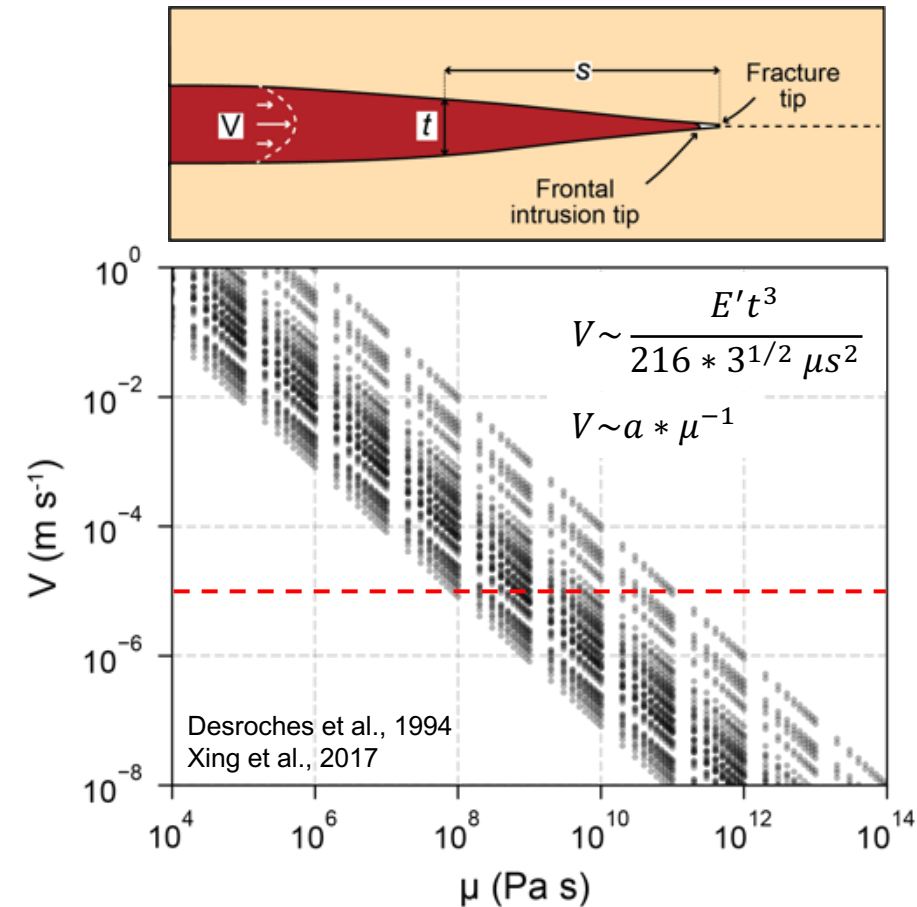 s
Fracture
tip
V
t
Frontal
intrusion tip
10^0
10^-2
10^-4
10^-6
10^-8
V (m s^-1)
V~ E't^3 / 216 * 3^1/2 μs^2
V~a * μ^-1
Desroches et al., 1994
Xing et al., 2017
10^4
10^6
10^8
10^10
10^12
10^14
μ (Pa s)